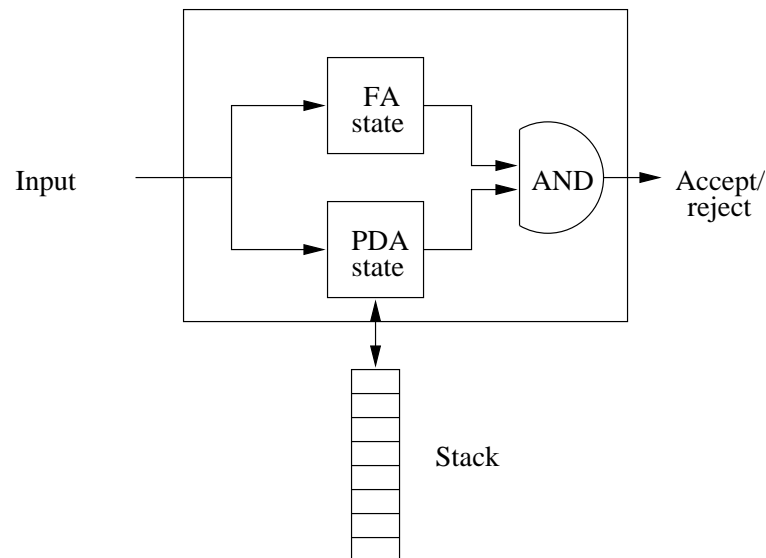 FA
state
Input
AND
Accept/
reject
PDA
state
Stack